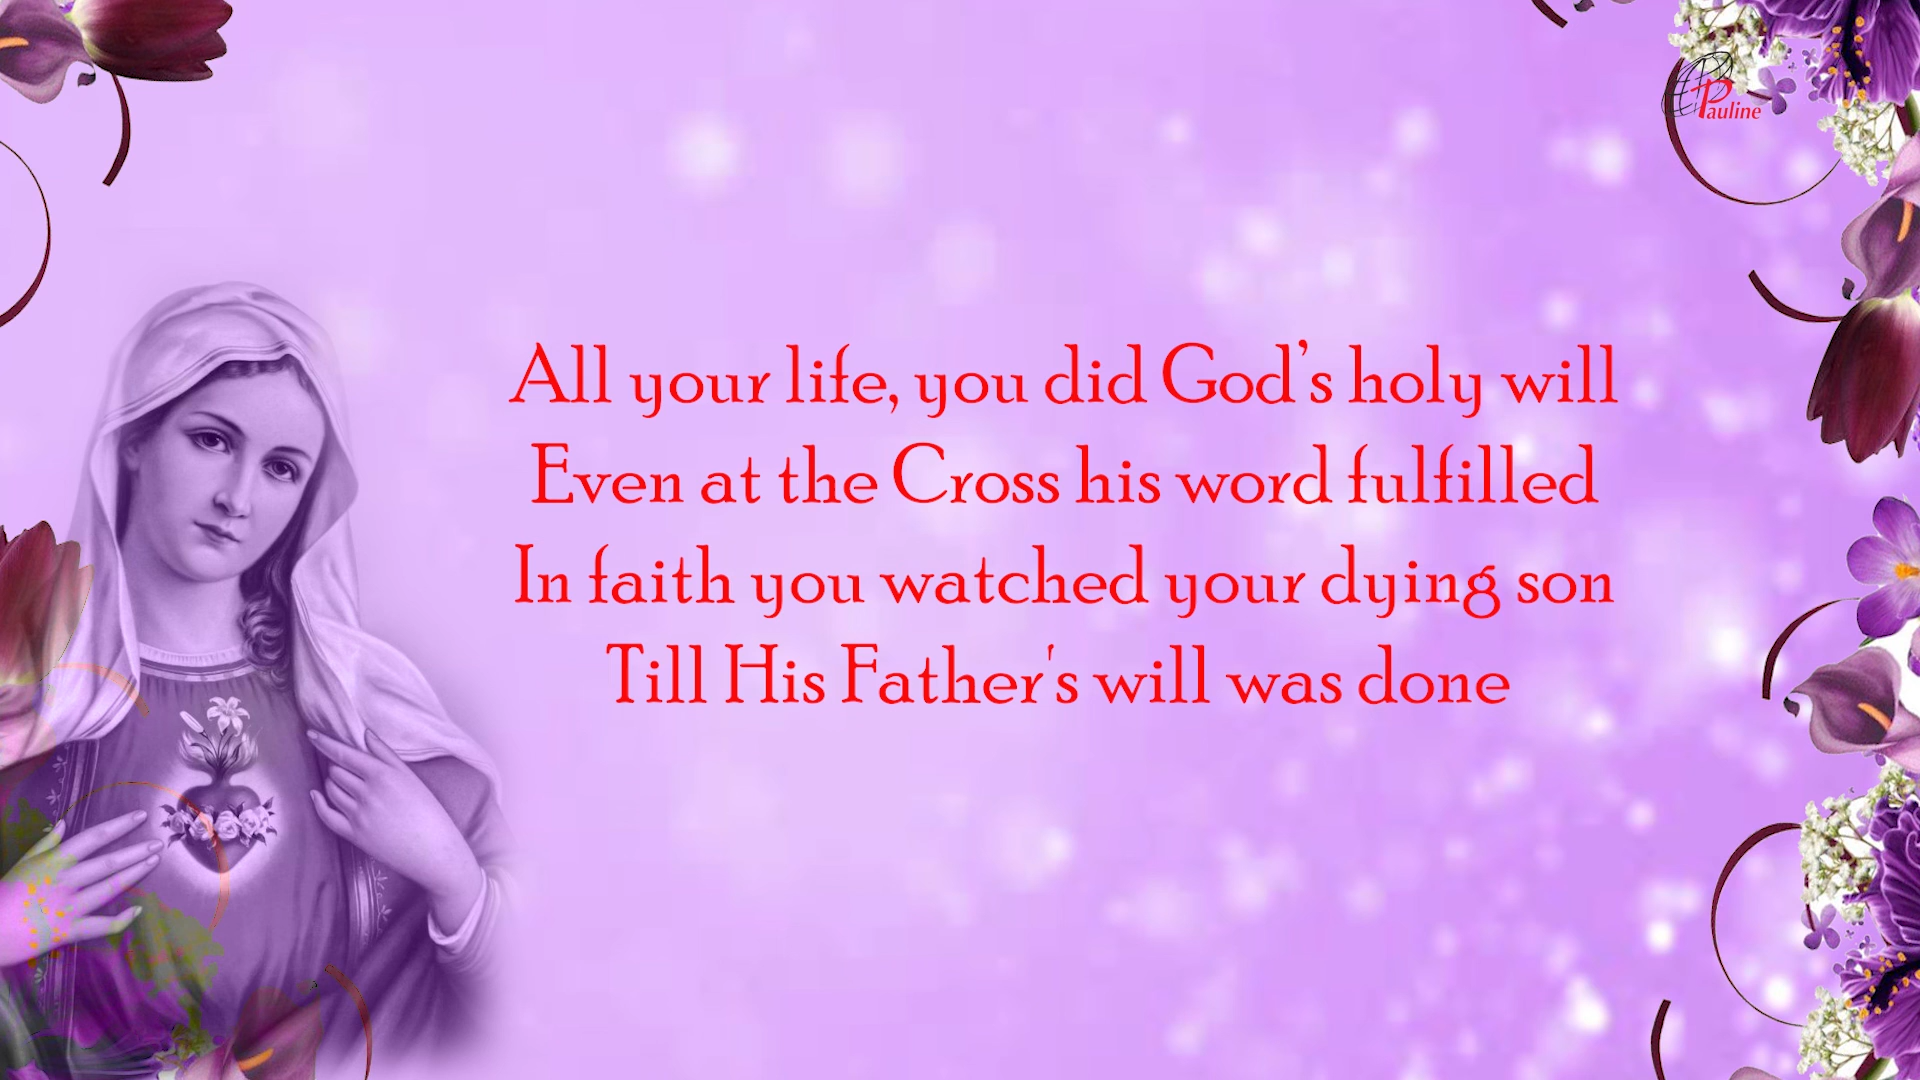 Pauline
All your life, you did God’s holy will
Even at the Cross his word fulfilled
In faith you watched your dying son
Till His Father's will was done